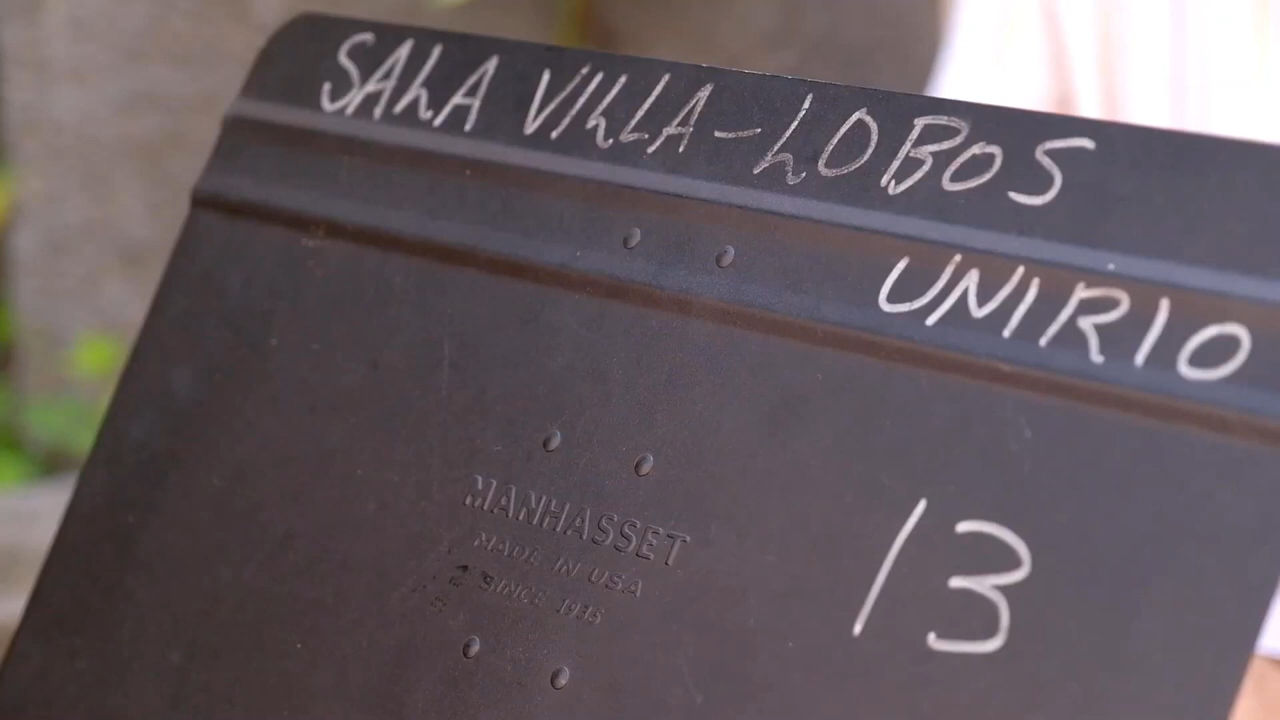 SALA VILLA-LOBOS
UNIRIO
MANHASSET
MADE IN USA
SINCE 1935
13